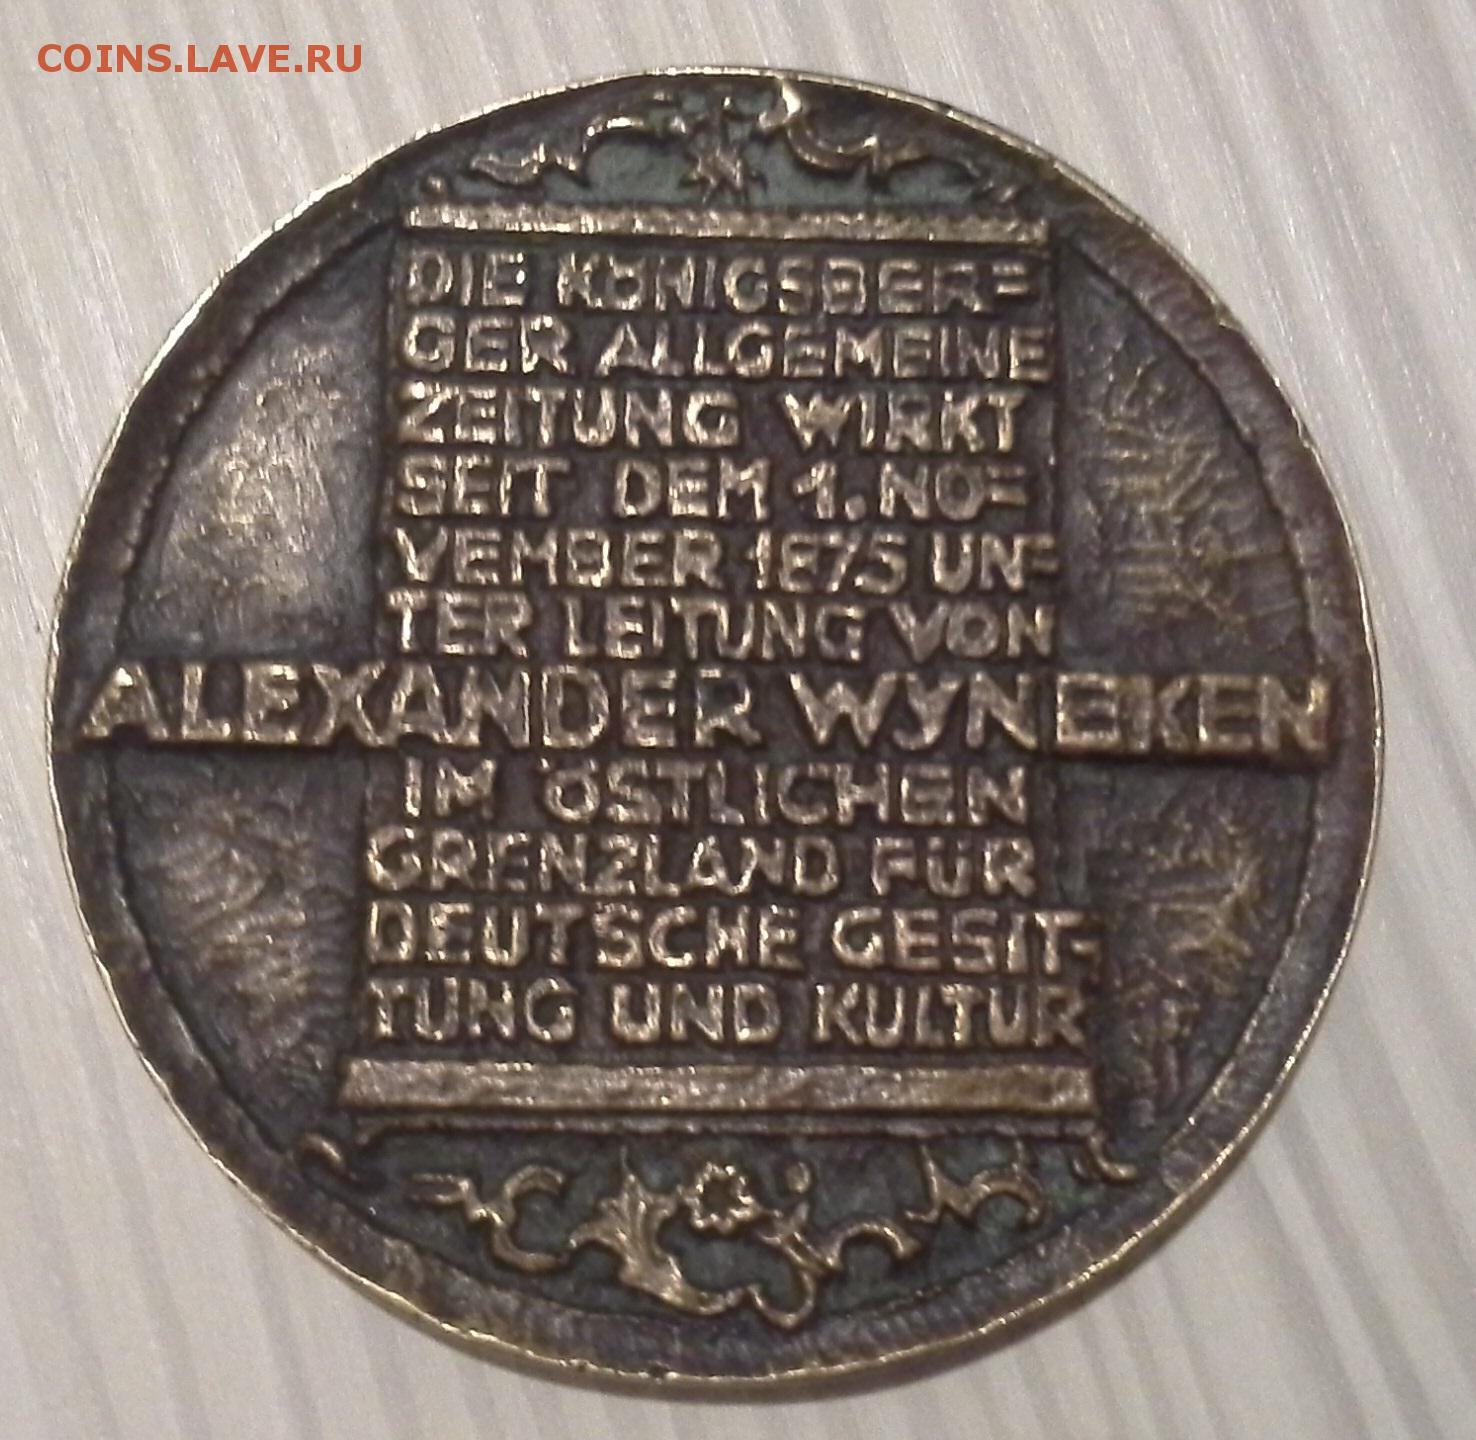 COINS.LAVE.RU
DIE KÖNIGSBER=
GER ALLGEMEINE
ZEITUNG WIRKT
SEIT DEM 1. NO=
VEMBER 1875 UN=
TER LEITUNG VON
ALEXANDER WYNEKEN
IM ÖSTLICHEN
GRENZLAND FÜR
DEUTSCHE GESIT-
TUNG UND KULTUR